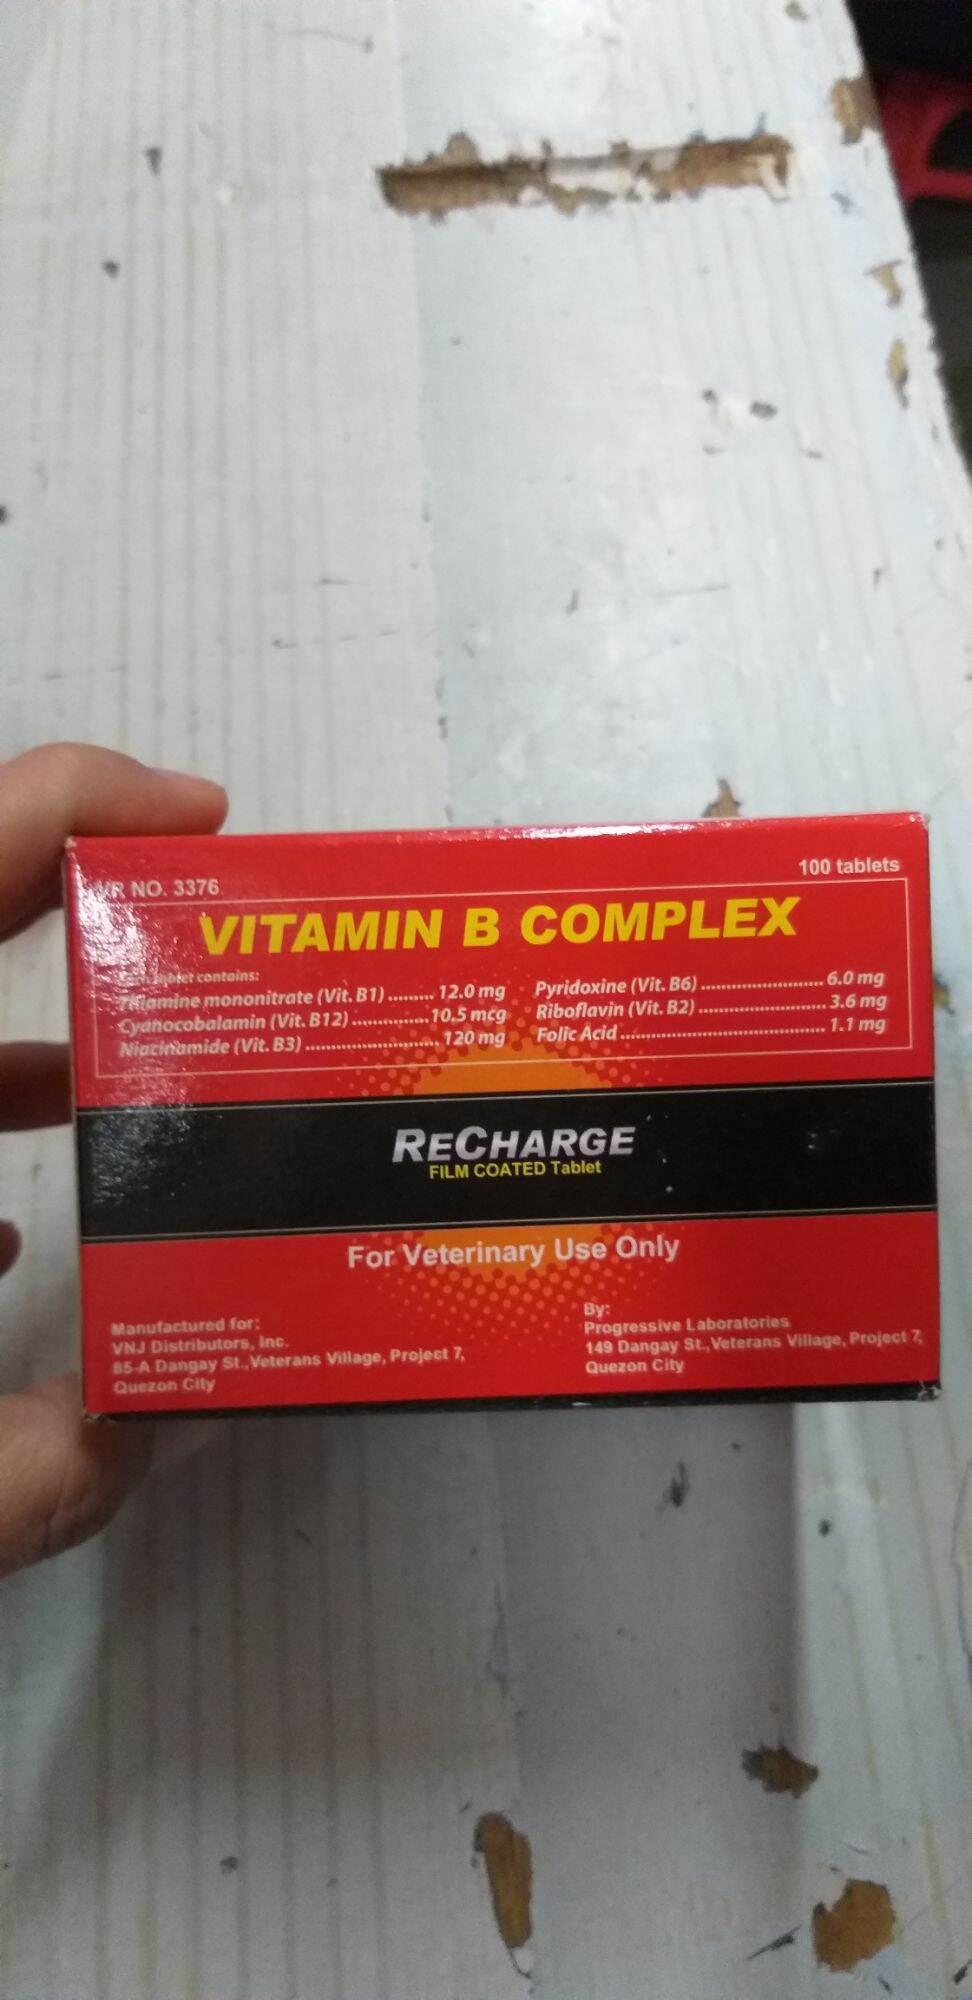 NO. 3376
100 tablets
VITAMIN B COMPLEX
tablet contains:
Thiamine mononitrate (Vit. B1) ......... 12.0 mg
Cyanocobalamin (Vit. B12) ............... 10.5 mcg
Niacinamide (Vit. B3) .......................... 120 mg
Pyridoxine (Vit. B6) ........................ 6.0 mg
Riboflavin (Vit. B2) ......................... 3.6 mg
Folic Acid ........................................ 1.1 mg
RECHARGE
FILM COATED Tablet
For Veterinary Use Only
Manufactured for:
VNJ Distributors, Inc.
85-A Dangay St., Veterans Village, Project 7,
Quezon City
By:
Progressive Laboratories
149 Dangay St., Veterans Village, Project 7,
Quezon City